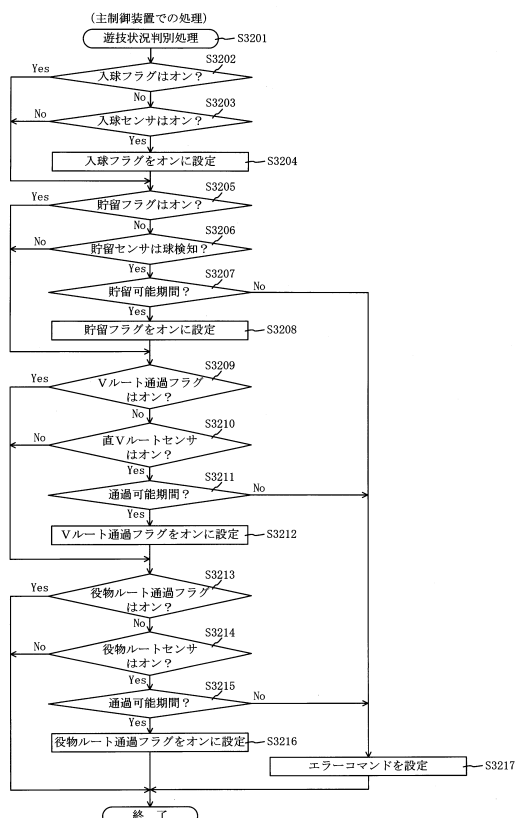 (主制御装置での処理)
遊技状況判別処理
S3201
S3202
Yes
入球フラグはオン？
No
S3203
No
入球センサはオン？
Yes
入球フラグをオンに設定
S3204
S3205
Yes
貯留フラグはオン？
No
S3206
No
貯留センサは球検知？
Yes
S3207
貯留可能期間？
No
Yes
貯留フラグをオンに設定
S3208
S3209
Yes
Vルート通過フラグ
はオン？
No
S3210
No
直Vルートセンサ
はオン？
Yes
S3211
通過可能期間？
No
Yes
Vルート通過フラグをオンに設定
S3212
S3213
Yes
役物ルート通過フラグ
はオン？
No
S3214
No
役物ルートセンサ
はオン？
Yes
S3215
通過可能期間？
No
Yes
役物ルート通過フラグをオンに設定
S3216
エラーコマンドを設定
S3217
終 了